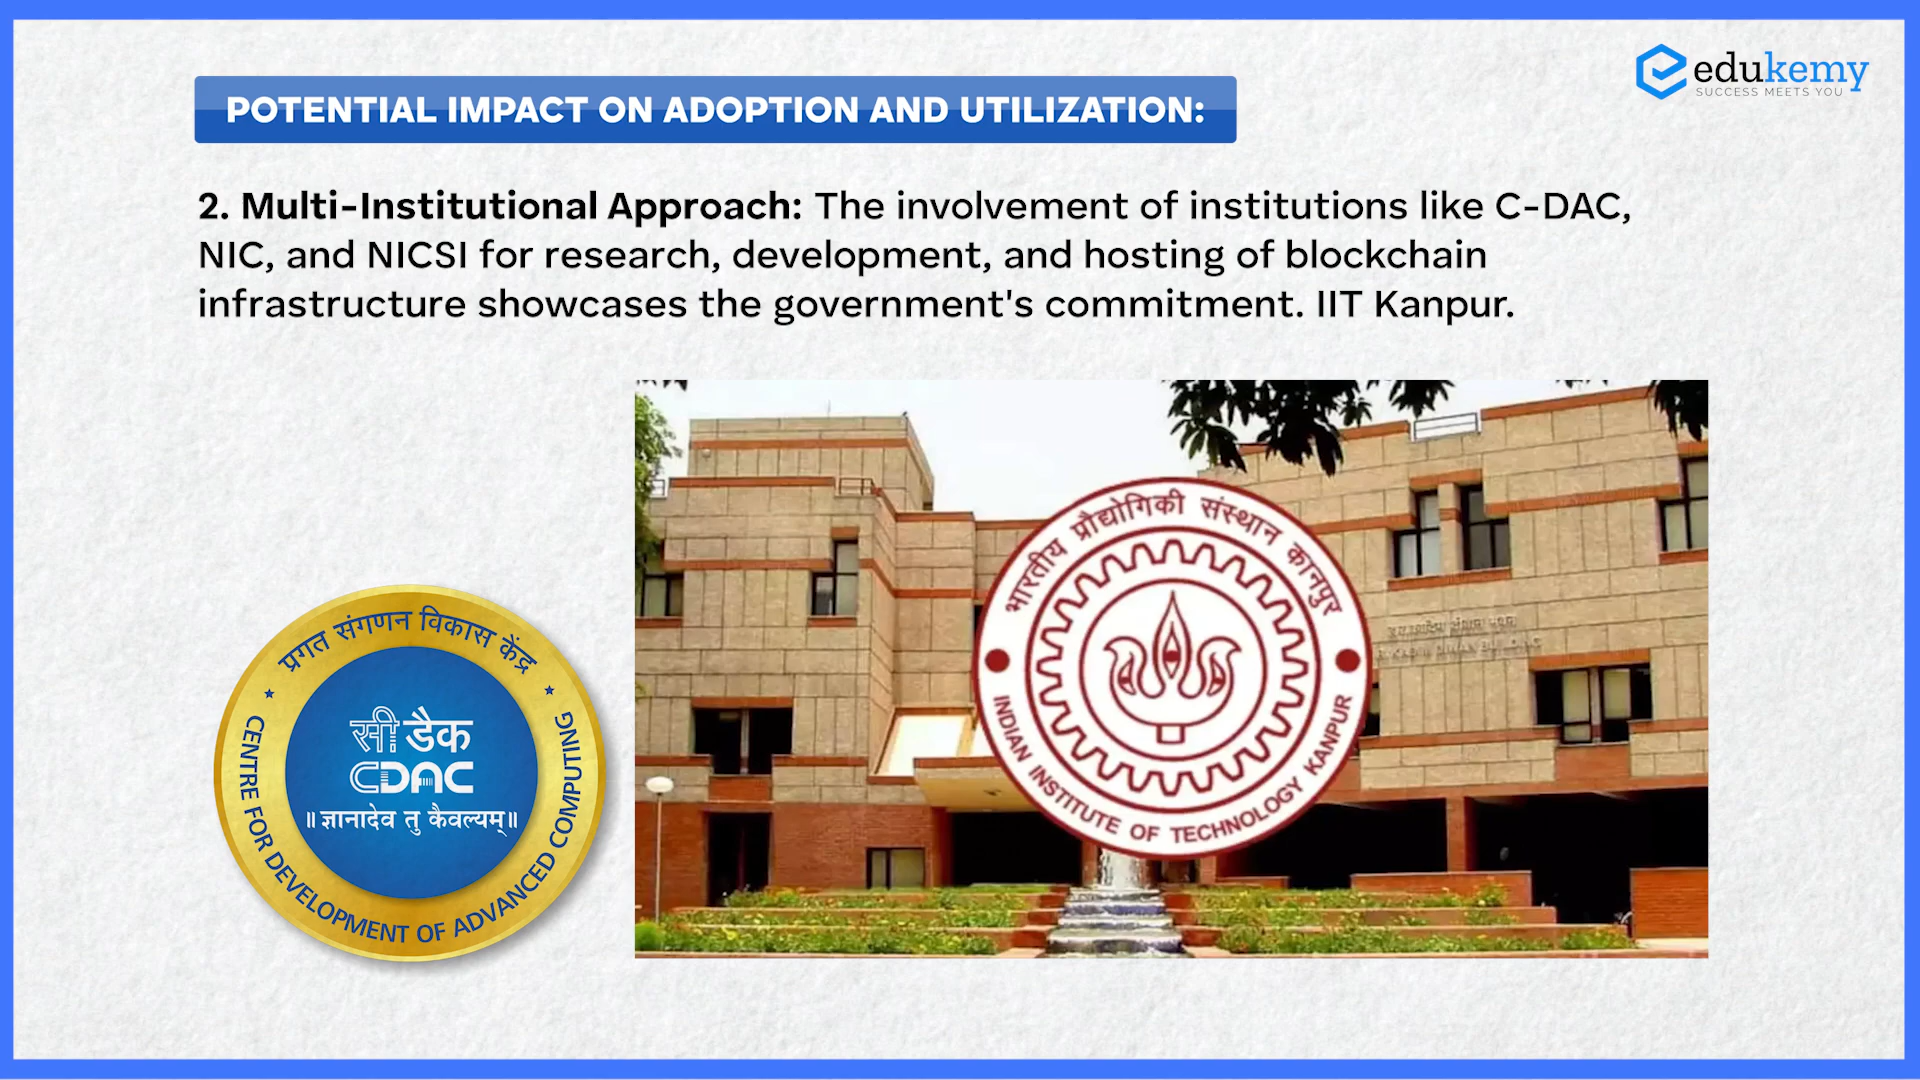 edukemy
SUCCESS MEETS YOU
POTENTIAL IMPACT ON ADOPTION AND UTILIZATION:
2. Multi-Institutional Approach: The involvement of institutions like C-DAC,
NIC, and NICSI for research, development, and hosting of blockchain
infrastructure showcases the government's commitment. IIT Kanpur.
प्रगत संगणन विकास केंद्र
सी डैक
CDAC
॥ ज्ञानादेव तु कैवल्यम् ॥
CENTRE FOR DEVELOPMENT OF ADVANCED COMPUTING
भारतीय प्रौद्योगिकी संस्थान कानपुर
INDIAN INSTITUTE OF TECHNOLOGY KANPUR